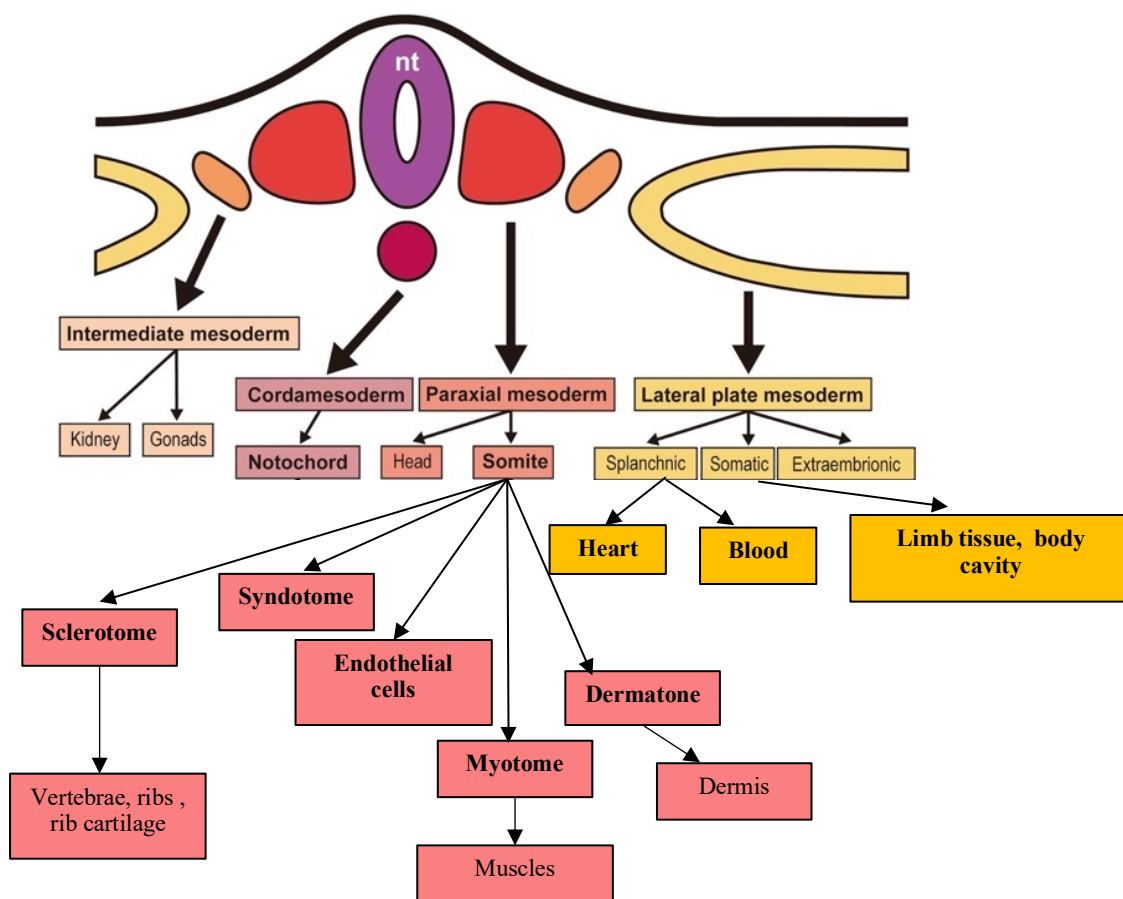 nt
Intermediate mesoderm
Kidney
Gonads
Cordamesoderm
Notochord
Paraxial mesoderm
Head
Somite
Lateral plate mesoderm
Splanchnic
Somatic
Extraembrionic
Heart
Blood
Limb tissue, body
cavity
Syndotome
Sclerotome
Endothelial
cells
Dermatone
Myotome
Dermis
Vertebrae, ribs ,
rib cartilage
Muscles